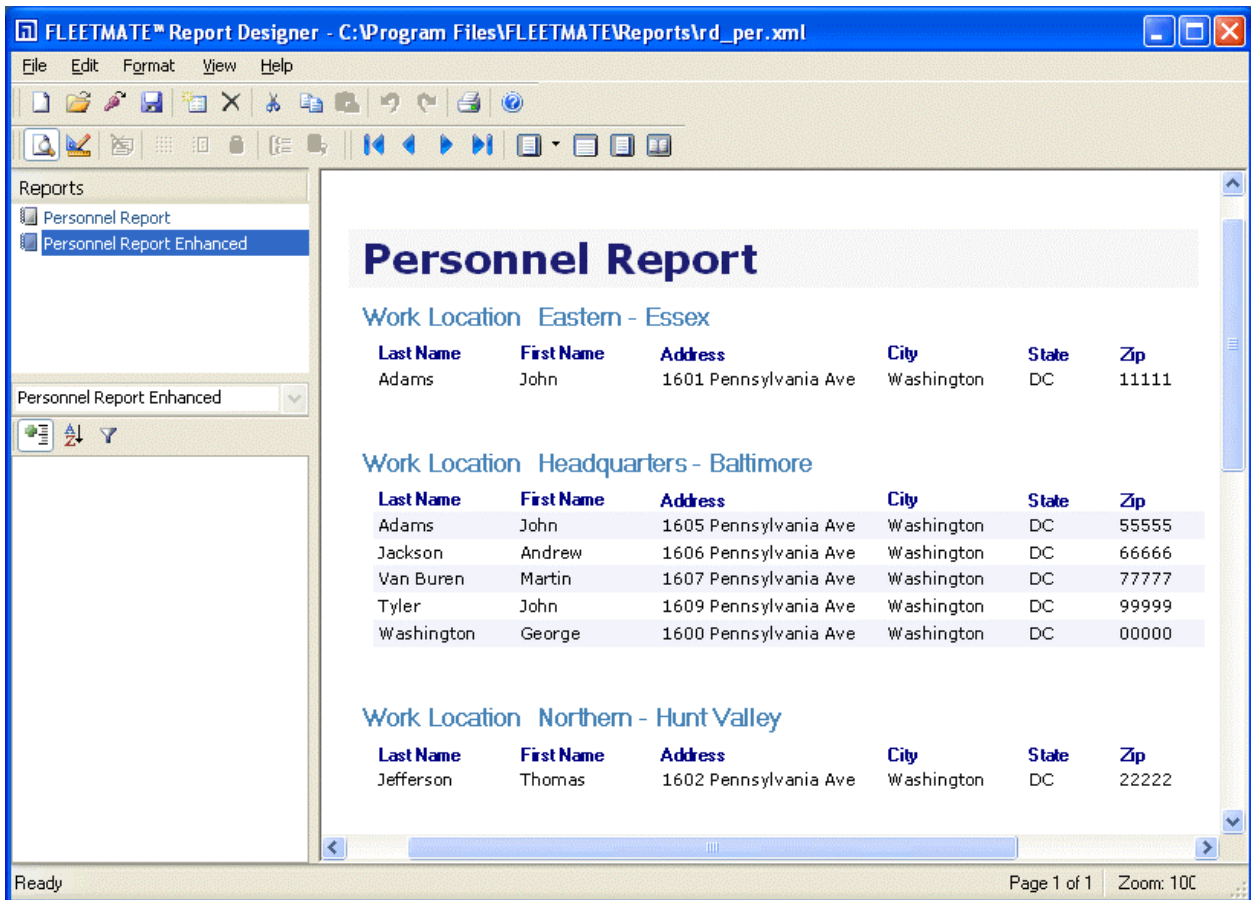 FLEETMATE™ Report Designer - C:\Program Files\FLEETMATE\Reports\rd_per.xml
File Edit Format View Help
Reports
Personnel Report
Personnel Report Enhanced
Personnel Report Enhanced
Personnel Report
Work Location Eastern - Essex
Last Name First Name Address City State Zip
Adams John 1601 Pennsylvania Ave Washington DC 11111
Work Location Headquarters - Baltimore
Last Name First Name Address City State Zip
Adams John 1605 Pennsylvania Ave Washington DC 55555
Jackson Andrew 1606 Pennsylvania Ave Washington DC 66666
Van Buren Martin 1607 Pennsylvania Ave Washington DC 77777
Tyler John 1609 Pennsylvania Ave Washington DC 99999
Washington George 1600 Pennsylvania Ave Washington DC 00000
Work Location Northern - Hunt Valley
Last Name First Name Address City State Zip
Jefferson Thomas 1602 Pennsylvania Ave Washington DC 22222
Ready Page 1 of 1 Zoom: 100